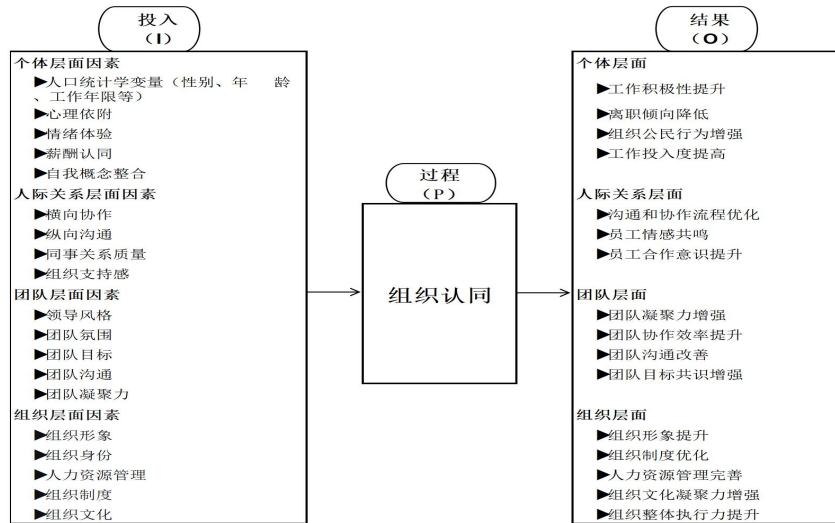 投入
（I）
个体层面因素
▶人口统计学变量（性别、年 龄
、工作年限等）
▶心理依附
▶情绪体验
▶薪酬认同
▶自我概念整合
人际关系层面因素
▶横向协作
▶纵向沟通
▶同事关系质量
▶组织支持感
团队层面因素
▶领导风格
▶团队氛围
▶团队目标
▶团队沟通
▶团队凝聚力
组织层面因素
▶组织形象
▶组织身份
▶人力资源管理
▶组织制度
▶组织文化
过程
（P）
组织认同
结果
（O）
个体层面
▶工作积极性提升
▶离职倾向降低
▶组织公民行为增强
▶工作投入度提高
人际关系层面
▶沟通和协作流程优化
▶员工情感共鸣
▶员工合作意识提升
团队层面
▶团队凝聚力增强
▶团队协作效率提升
▶团队沟通改善
▶团队目标共识增强
组织层面
▶组织形象提升
▶组织制度优化
▶人力资源管理完善
▶组织文化凝聚力增强
▶组织整体执行力提升